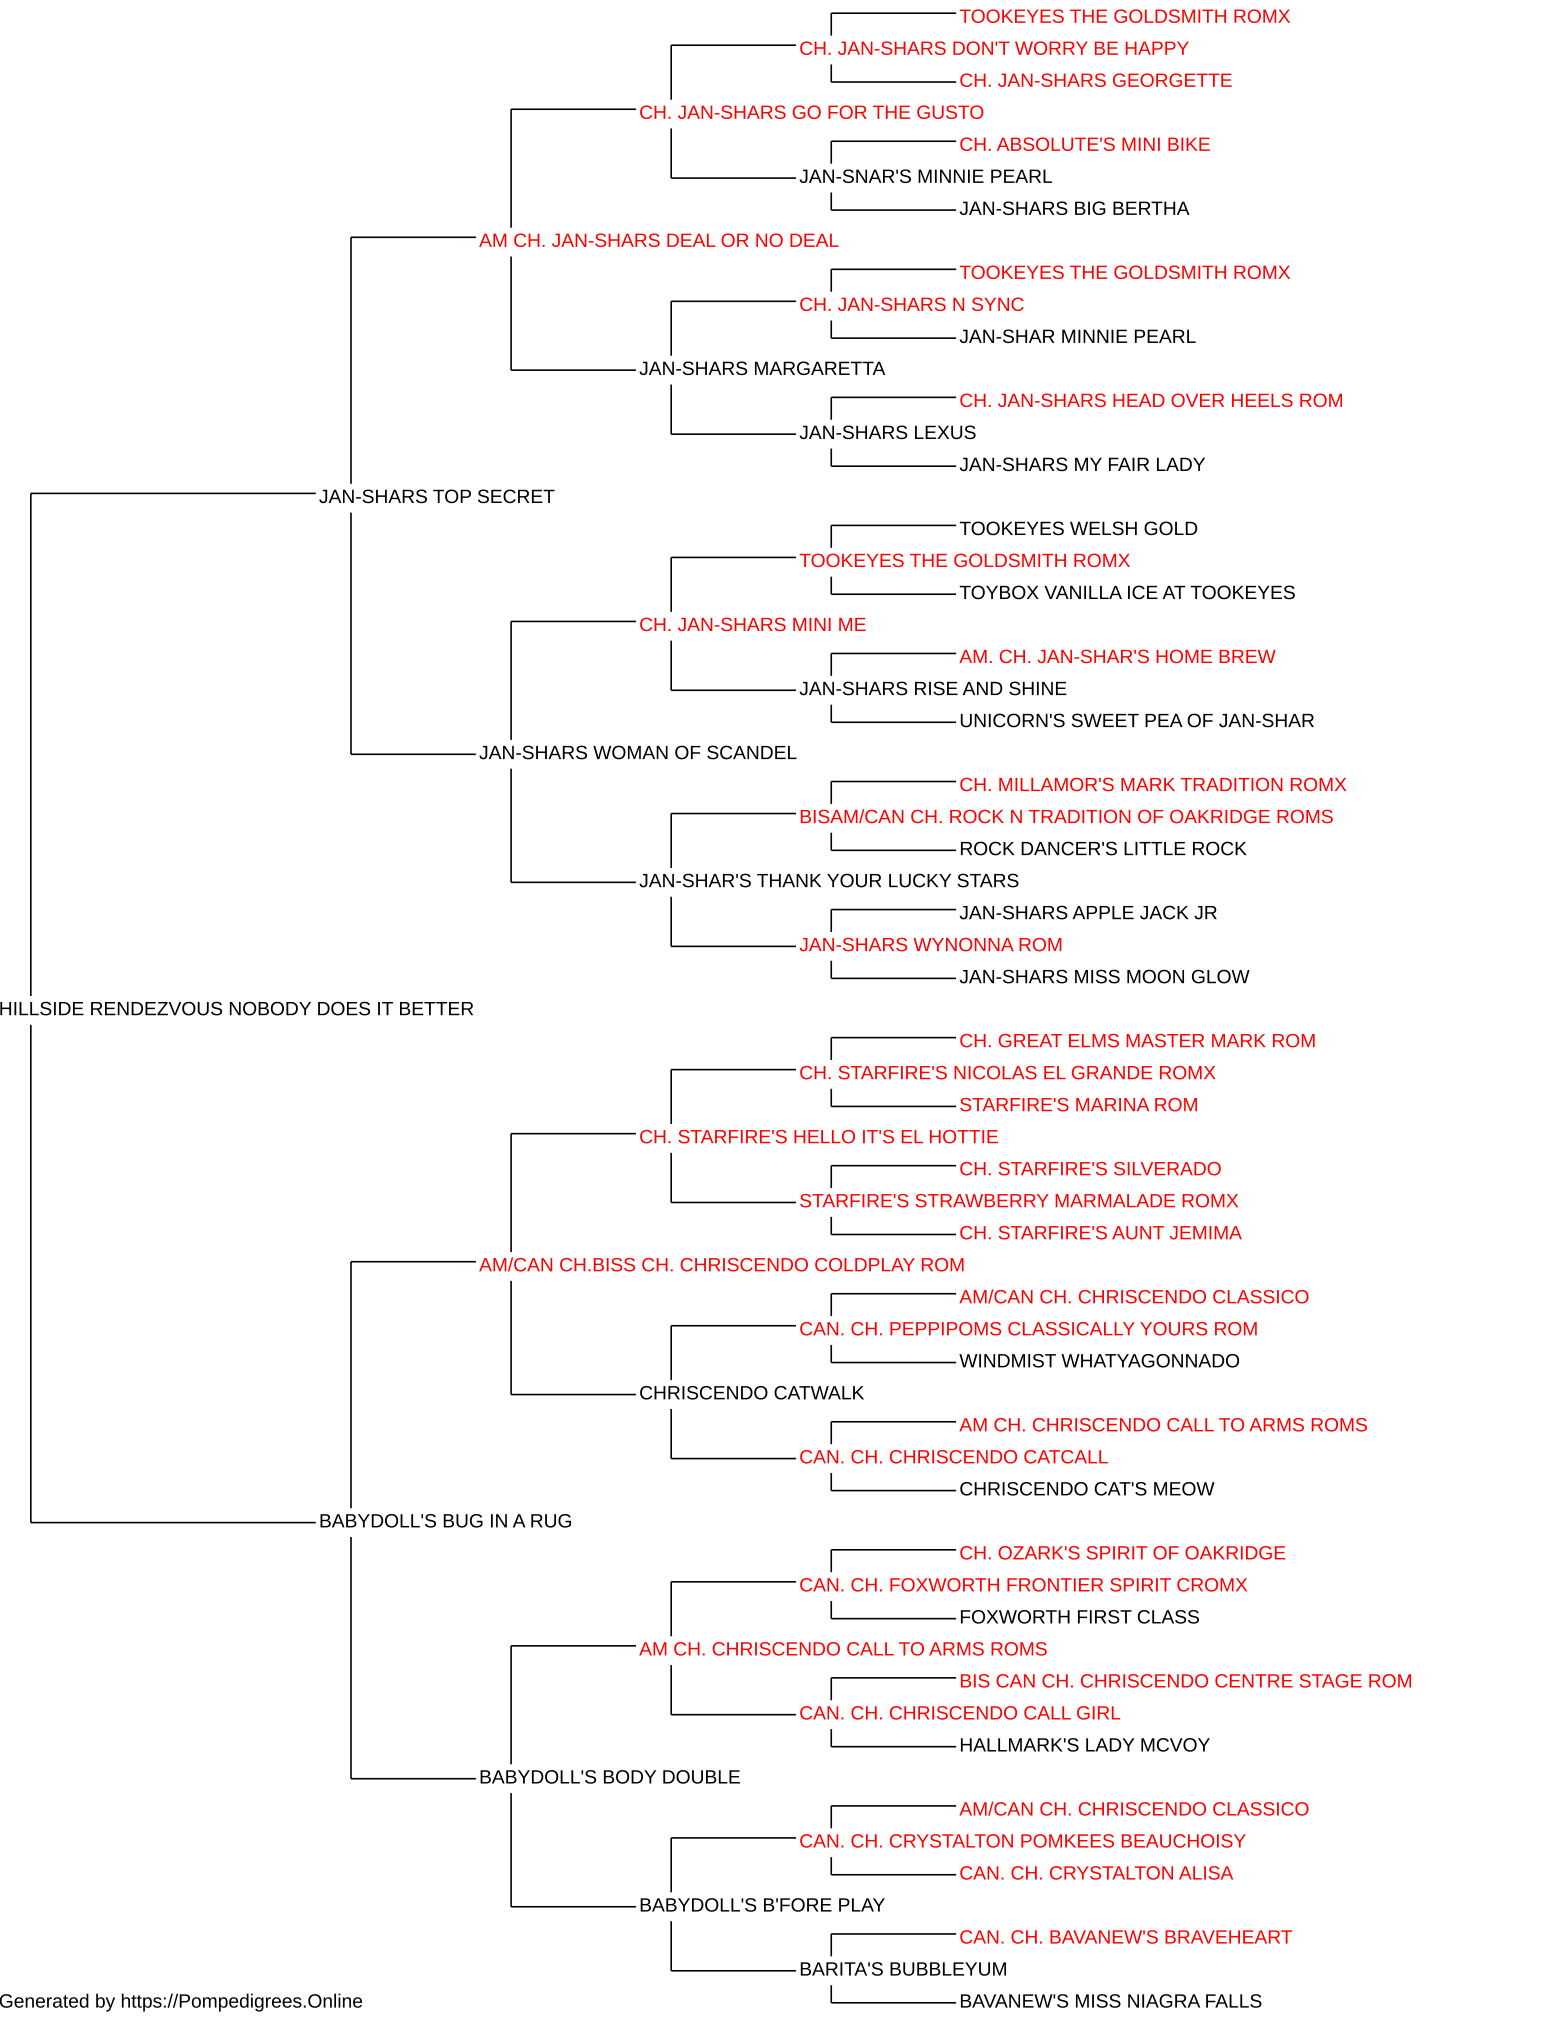 TOOKEYES THE GOLDSMITH ROMX
CH. JAN-SHARS DON'T WORRY BE HAPPY
CH. JAN-SHARS GEORGETTE
CH. JAN-SHARS GO FOR THE GUSTO
CH. ABSOLUTE'S MINI BIKE
JAN-SNAR'S MINNIE PEARL
JAN-SHARS BIG BERTHA
AM CH. JAN-SHARS DEAL OR NO DEAL
TOOKEYES THE GOLDSMITH ROMX
CH. JAN-SHARS N SYNC
JAN-SHAR MINNIE PEARL
JAN-SHARS MARGARETTA
CH. JAN-SHARS HEAD OVER HEELS ROM
JAN-SHARS LEXUS
JAN-SHARS MY FAIR LADY
JAN-SHARS TOP SECRET
TOOKEYES WELSH GOLD
TOOKEYES THE GOLDSMITH ROMX
TOYBOX VANILLA ICE AT TOOKEYES
CH. JAN-SHARS MINI ME
AM. CH. JAN-SHAR'S HOME BREW
JAN-SHARS RISE AND SHINE
UNICORN'S SWEET PEA OF JAN-SHAR
JAN-SHARS WOMAN OF SCANDEL
CH. MILLAMOR'S MARK TRADITION ROMX
BISAM/CAN CH. ROCK N TRADITION OF OAKRIDGE ROMS
ROCK DANCER'S LITTLE ROCK
JAN-SHAR'S THANK YOUR LUCKY STARS
JAN-SHARS APPLE JACK JR
JAN-SHARS WYNONNA ROM
JAN-SHARS MISS MOON GLOW
HILLSIDE RENDEZVOUS NOBODY DOES IT BETTER
CH. GREAT ELMS MASTER MARK ROM
CH. STARFIRE'S NICOLAS EL GRANDE ROMX
STARFIRE'S MARINA ROM
CH. STARFIRE'S HELLO IT'S EL HOTTIE
CH. STARFIRE'S SILVERADO
STARFIRE'S STRAWBERRY MARMALADE ROMX
CH. STARFIRE'S AUNT JEMIMA
AM/CAN CH.BISS CH. CHRISCENDO COLDPLAY ROM
AM/CAN CH. CHRISCENDO CLASSICO
CAN. CH. PEPPIPOMS CLASSICALLY YOURS ROM
WINDMIST WHATYAGONNADO
CHRISCENDO CATWALK
AM CH. CHRISCENDO CALL TO ARMS ROMS
CAN. CH. CHRISCENDO CATCALL
CHRISCENDO CAT'S MEOW
BABYDOLL'S BUG IN A RUG
CH. OZARK'S SPIRIT OF OAKRIDGE
CAN. CH. FOXWORTH FRONTIER SPIRIT CROMX
FOXWORTH FIRST CLASS
AM CH. CHRISCENDO CALL TO ARMS ROMS
BIS CAN CH. CHRISCENDO CENTRE STAGE ROM
CAN. CH. CHRISCENDO CALL GIRL
HALLMARK'S LADY MCVOY
BABYDOLL'S BODY DOUBLE
AM/CAN CH. CHRISCENDO CLASSICO
CAN. CH. CRYSTALTON POMKEES BEAUCHOISY
CAN. CH. CRYSTALTON ALISA
BABYDOLL'S B'FORE PLAY
CAN. CH. BAVANEW'S BRAVEHEART
BARITA'S BUBBLEYUM
BAVANEW'S MISS NIAGRA FALLS
Generated by https://Pompedigrees.Online